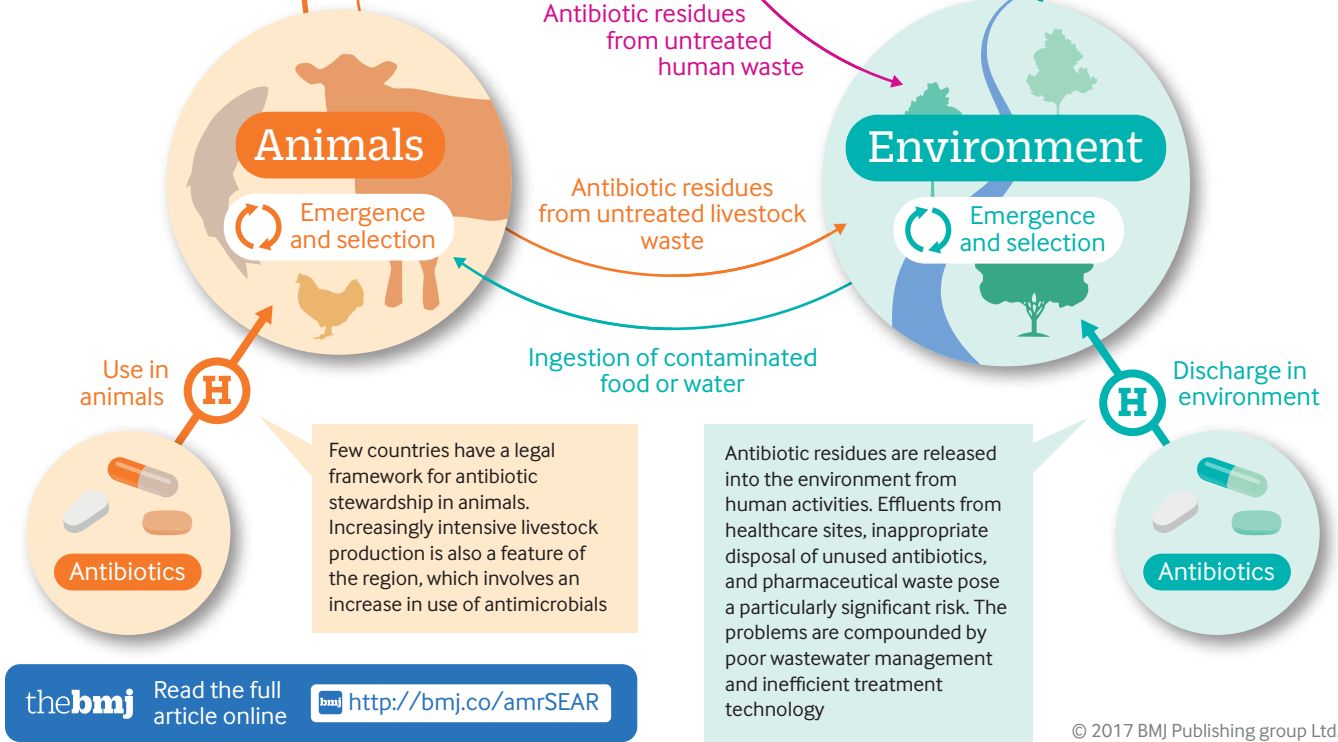 Antibiotic residues
from untreated
human waste
Animals
Emergence
and selection
Antibiotic residues
from untreated livestock
waste
Environment
Emergence
and selection
Ingestion of contaminated
food or water
Use in
animals
H
Antibiotics
Few countries have a legal
framework for antibiotic
stewardship in animals.
Increasingly intensive livestock
production is also a feature of
the region, which involves an
increase in use of antimicrobials
Discharge in
environment
H
Antibiotics
Antibiotic residues are released
into the environment from
human activities. Effluents from
healthcare sites, inappropriate
disposal of unused antibiotics,
and pharmaceutical waste pose
a particularly significant risk. The
problems are compounded by
poor wastewater management
and inefficient treatment
technology
thebmj
Read the full
article online
bmj http://bmj.co/amrSEAR
© 2017 BMJ Publishing group Ltd.